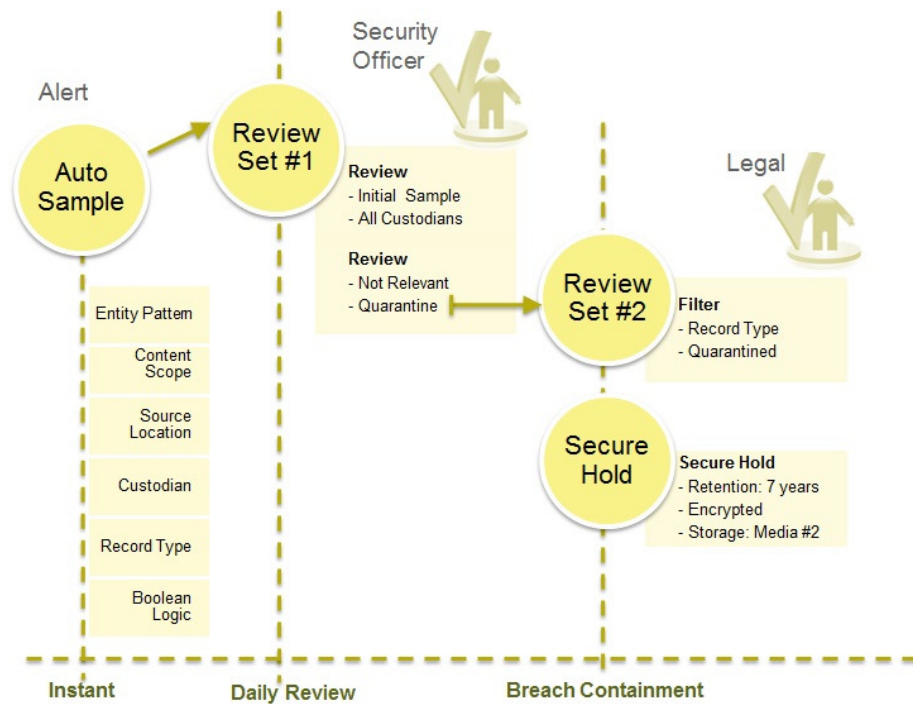 Alert
Auto
Sample
Entity Pattern
Content
Scope
Source
Location
Custodian
Record Type
Boolean
Logic
Review
Set #1
Security
Officer
Review
- Initial Sample
- All Custodians
Review
- Not Relevant
- Quarantine
Legal
Review
Set #2
Filter
- Record Type
- Quarantined
Secure
Hold
Secure Hold
- Retention: 7 years
- Encrypted
- Storage: Media #2
Instant
Daily Review
Breach Containment